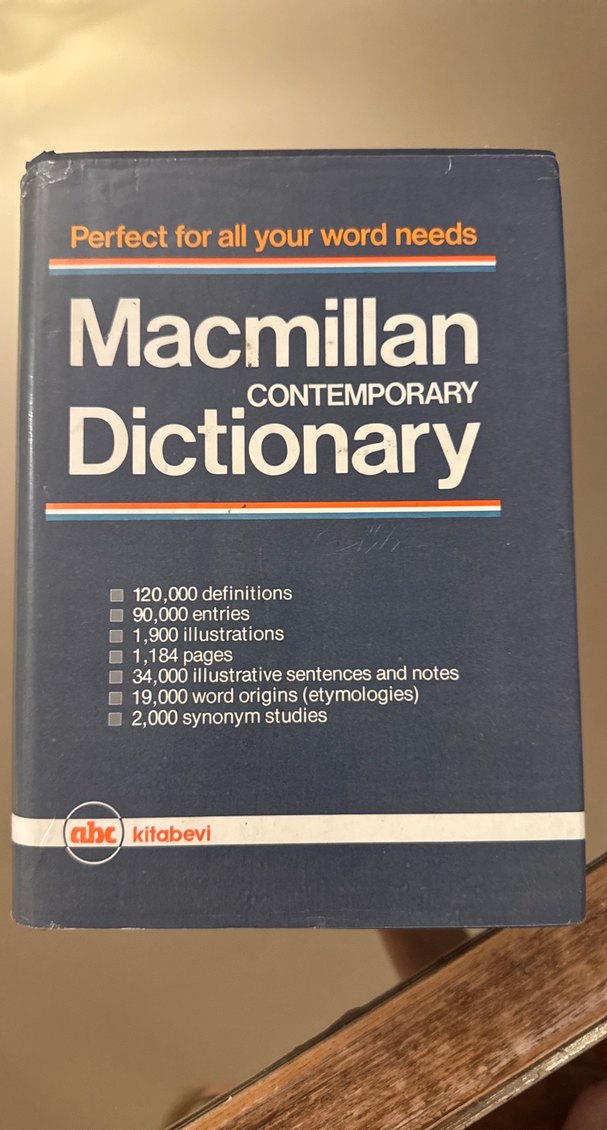 Perfect for all your word needs
Macmillan
CONTEMPORARY
Dictionary
120,000 definitions
90,000 entries
1,900 illustrations
1,184 pages
34,000 illustrative sentences and notes
19,000 word origins (etymologies)
2,000 synonym studies
abc kitabevi